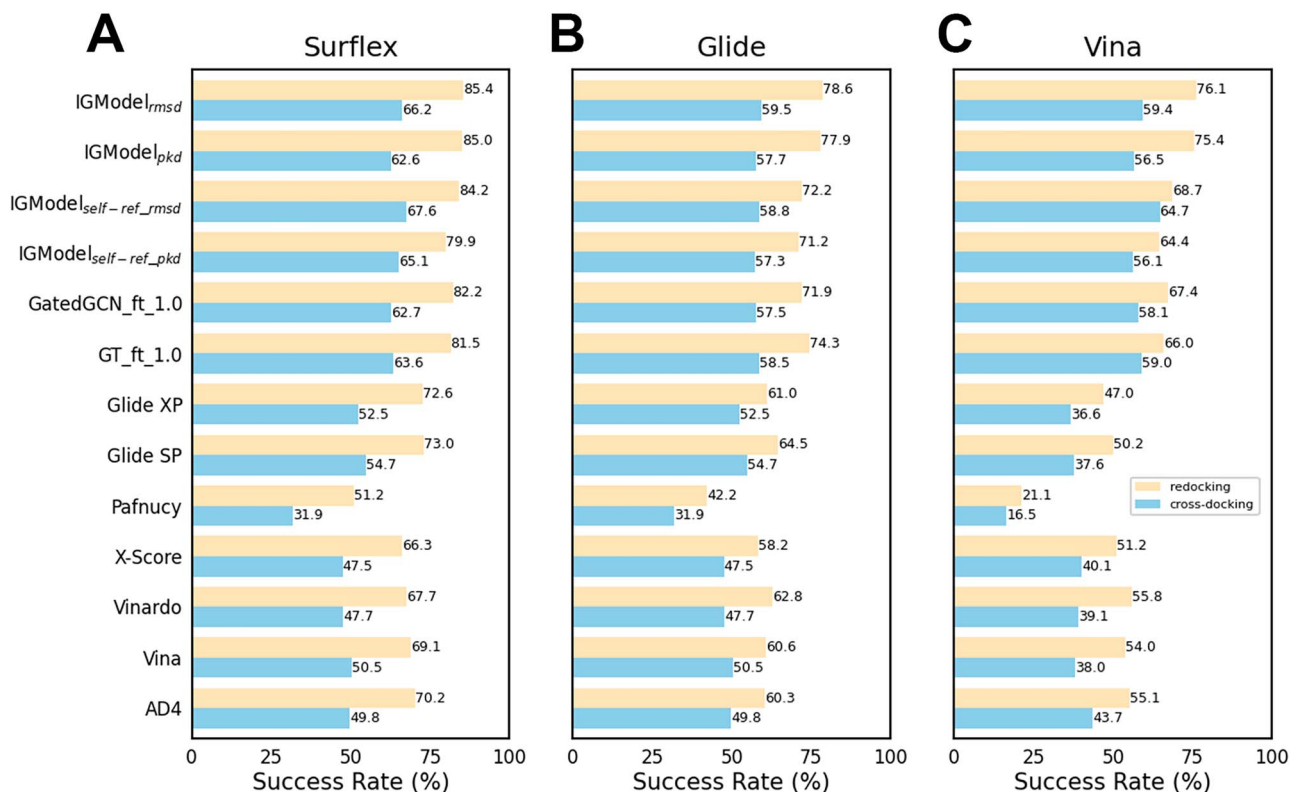 A
Surflex
B
Glide
C
Vina
IGModel_rmsd 85.4 66.2 78.6 59.5 76.1 59.4
IGModel_pkd 85.0 62.6 77.9 57.7 75.4 56.5
IGModel_self-ref_rmsd 84.2 67.6 72.2 58.8 68.7 64.7
IGModel_self-ref_pkd 79.9 65.1 71.2 57.3 64.4 56.1
GatedGCN_ft_1.0 82.2 62.7 71.9 57.5 67.4 58.1
GT_ft_1.0 81.5 63.6 74.3 58.5 66.0 59.0
Glide XP 72.6 52.5 61.0 52.5 47.0 36.6
Glide SP 73.0 54.7 64.5 54.7 50.2 37.6
redocking
cross-docking
Pafnucy 51.2 31.9 42.2 31.9 21.1 16.5
X-Score 66.3 47.5 58.2 47.5 51.2 40.1
Vinardo 67.7 47.7 62.8 47.7 55.8 39.1
Vina 69.1 50.5 60.6 50.5 54.0 38.0
AD4 70.2 49.8 60.3 49.8 55.1 43.7
0 25 50 75 100 0 25 50 75 100 0 25 50 75 100
Success Rate (%) Success Rate (%) Success Rate (%)